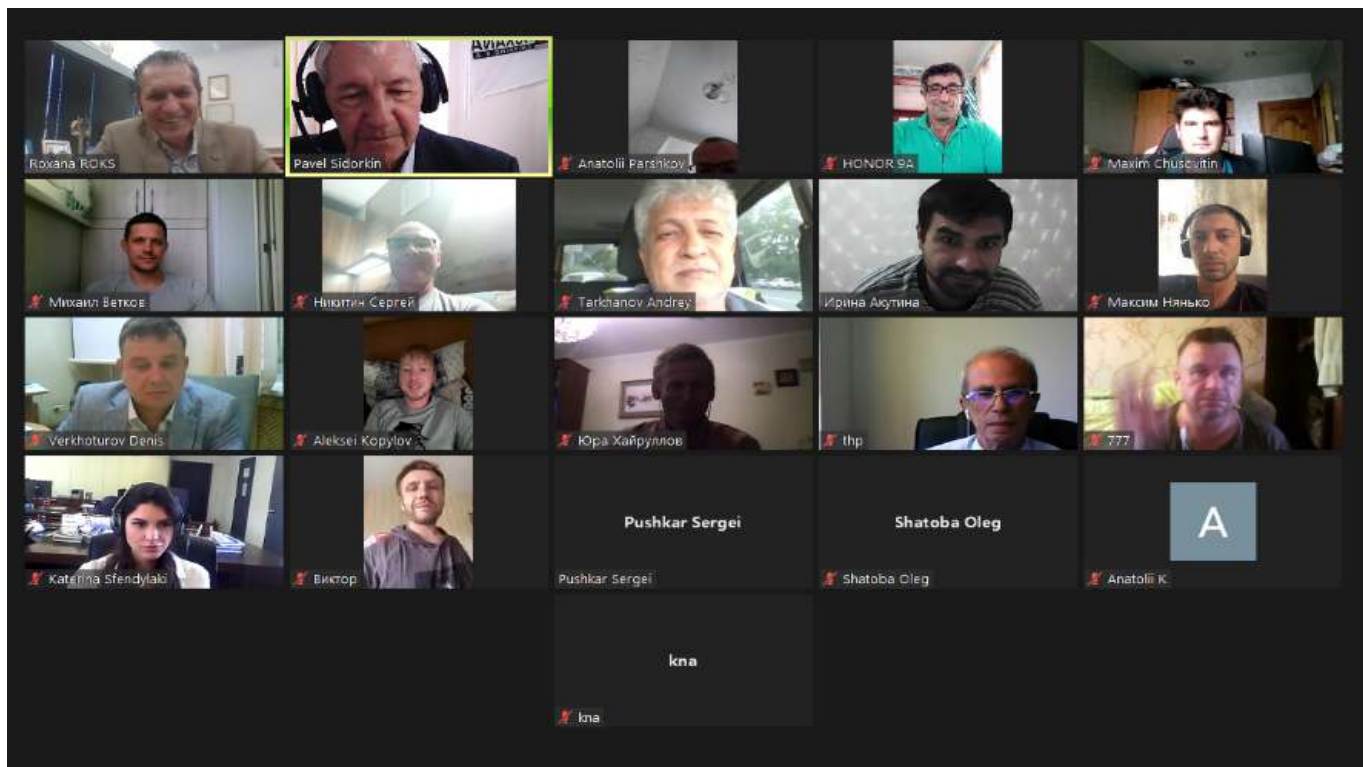 Roxana ROKS
Pavel Sidorkin
Anatolii Parshkov
HONOR 9A
Maxim Chusovitin
Михаил Ветков
Никитин Сергей
Tarkhanov Andrey
Ирина Акутина
Максим Нянько
Verkhoturov Denis
Aleksei Kopylov
Юра Хайруллов
thp
777
Katerina Sfendylaki
Виктор
Pushkar Sergei
Pushkar Sergei
Shatoba Oleg
Shatoba Oleg
A
Anatolii K.
kna
kna